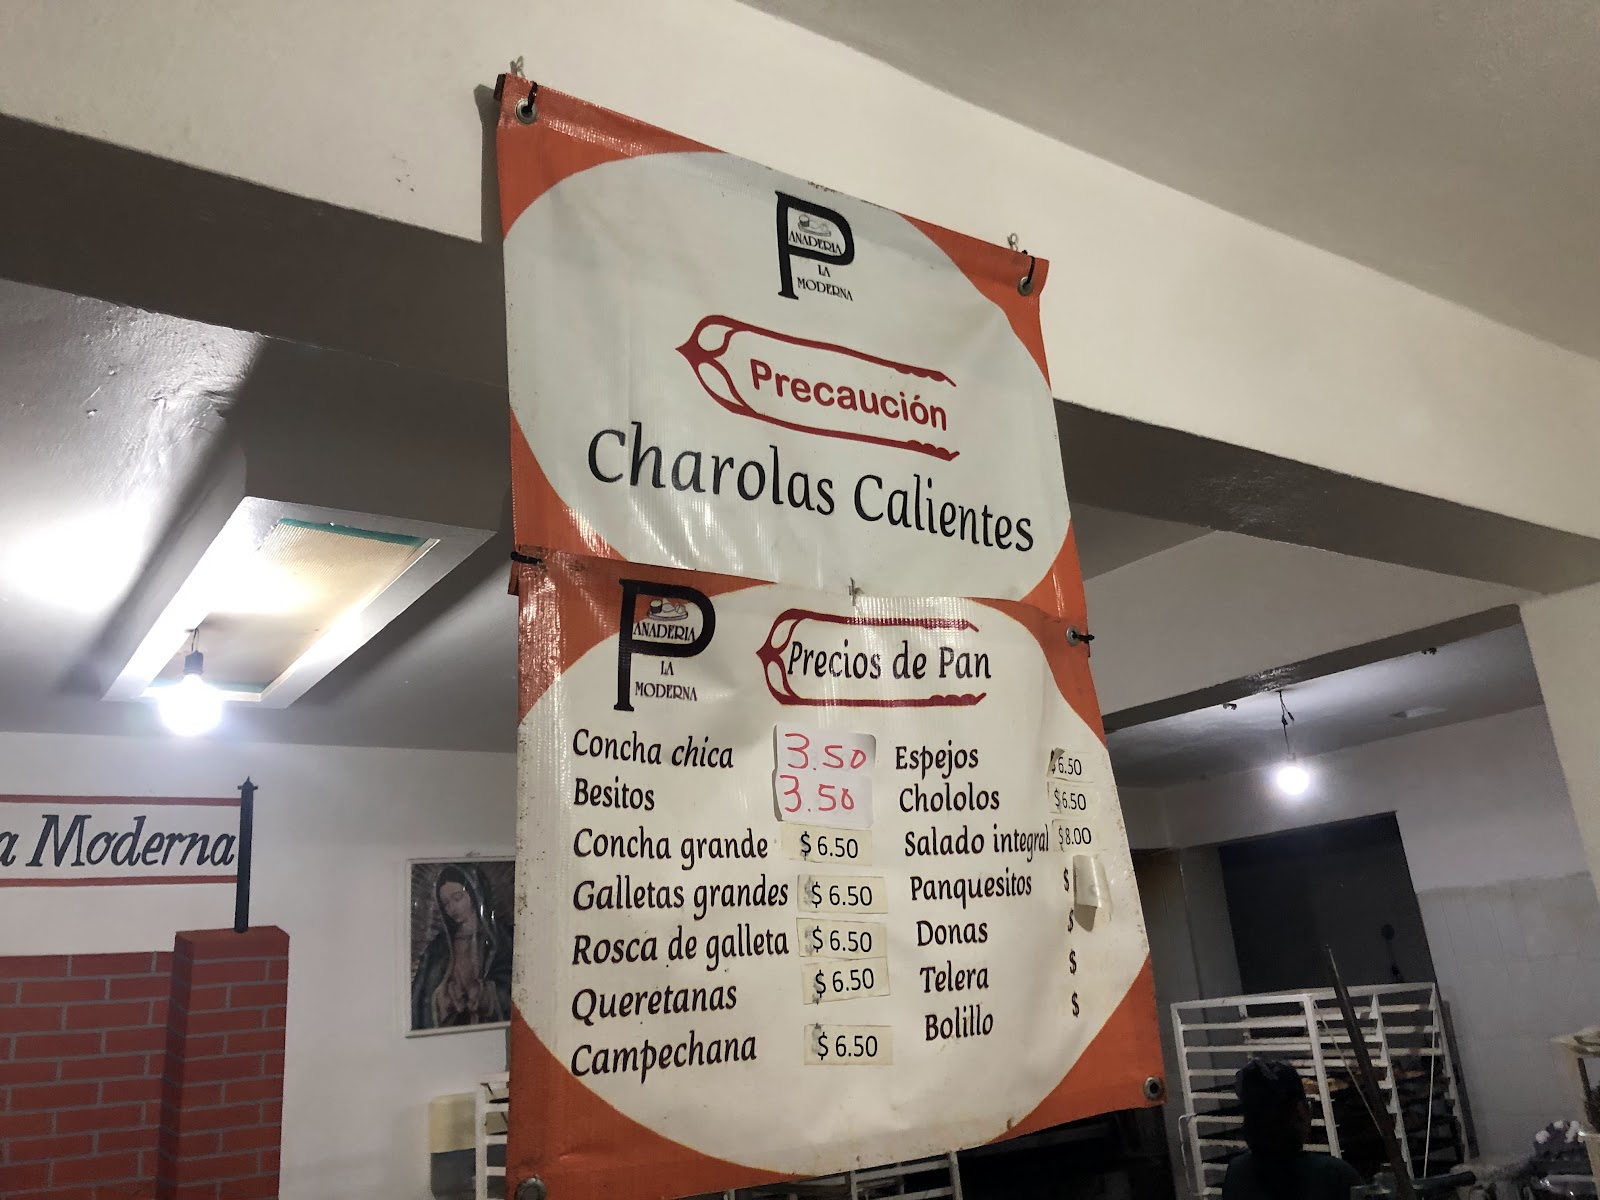 PANADERIA
LA
MODERNA
Precaución
Charolas Calientes
PANADERIA
LA
MODERNA
Precios de Pan
Concha chica 3.50
Besitos 3.50
Concha grande $6.50
Galletas grandes $6.50
Rosca de galleta $6.50
Queretanas $6.50
Campechana $6.50
Espejos $6.50
Chololos $6.50
Salado integral $8.00
Panquesitos $
Donas $
Telera $
Bolillo $
a Moderna